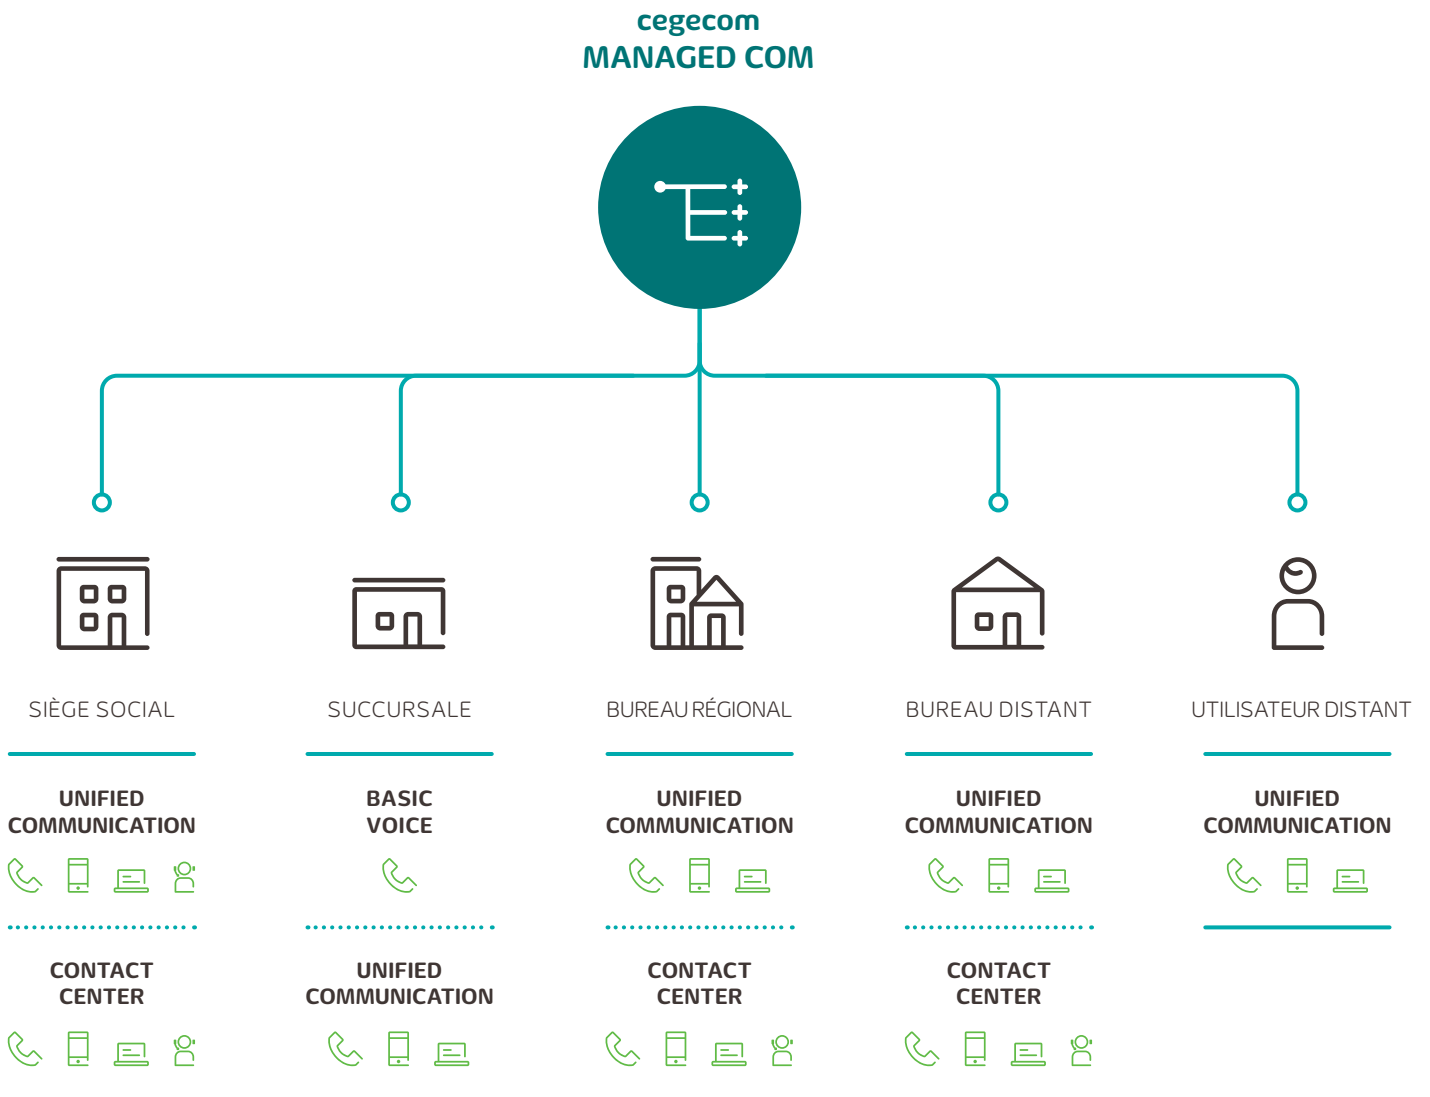 cegecom
MANAGED COM
SIÈGE SOCIAL
SUCCURSALE
BUREAU RÉGIONAL
BUREAU DISTANT
UTILISATEUR DISTANT
UNIFIED
COMMUNICATION
BASIC
VOICE
UNIFIED
COMMUNICATION
UNIFIED
COMMUNICATION
UNIFIED
COMMUNICATION
CONTACT
CENTER
UNIFIED
COMMUNICATION
CONTACT
CENTER
CONTACT
CENTER